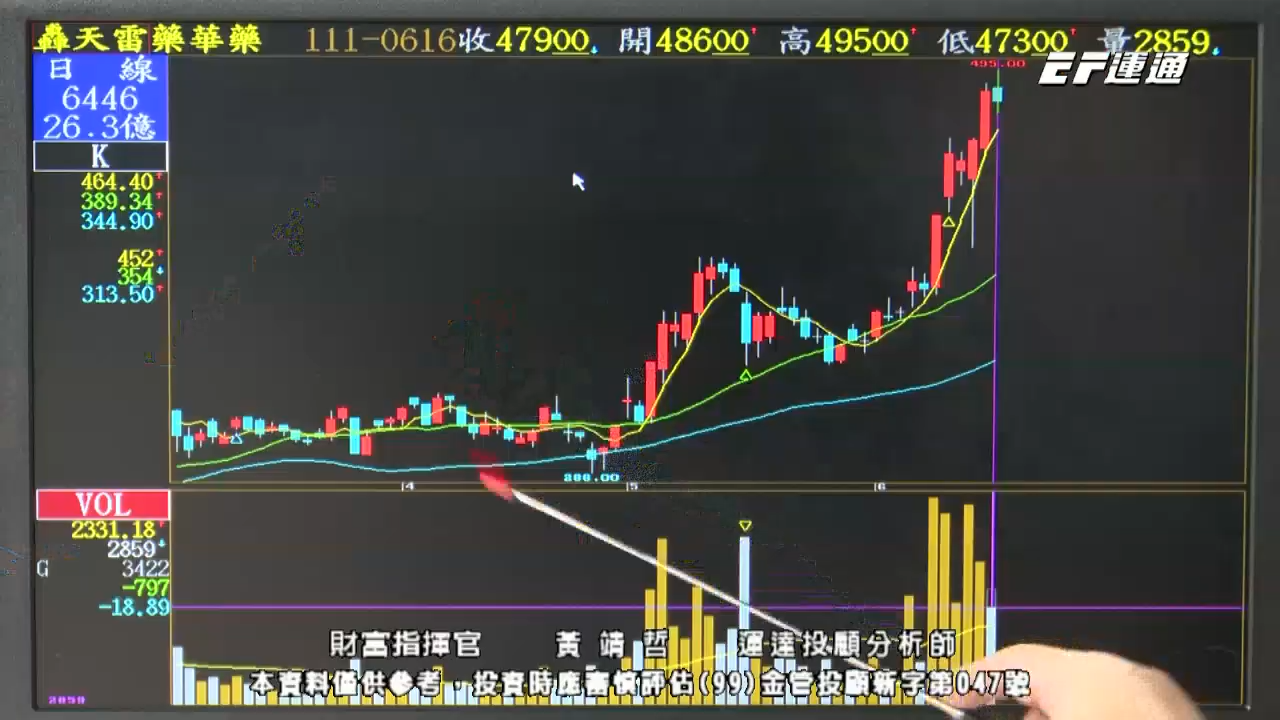 轟天雷藥華藥 111-0616收47900 開48600 高49500 低47300 量2859
EF運通
日 線
6446
26.3億
K
464.40
389.34
344.90
452
354
313.50
495.00
4
5
6
VOL
2331.18
2859
G 3422
-797
-18.89
2859
財富指揮官 黃靖哲 運達投顧分析師
本資料僅供參考，投資時應審慎評估(99)金管投顧新字第047號